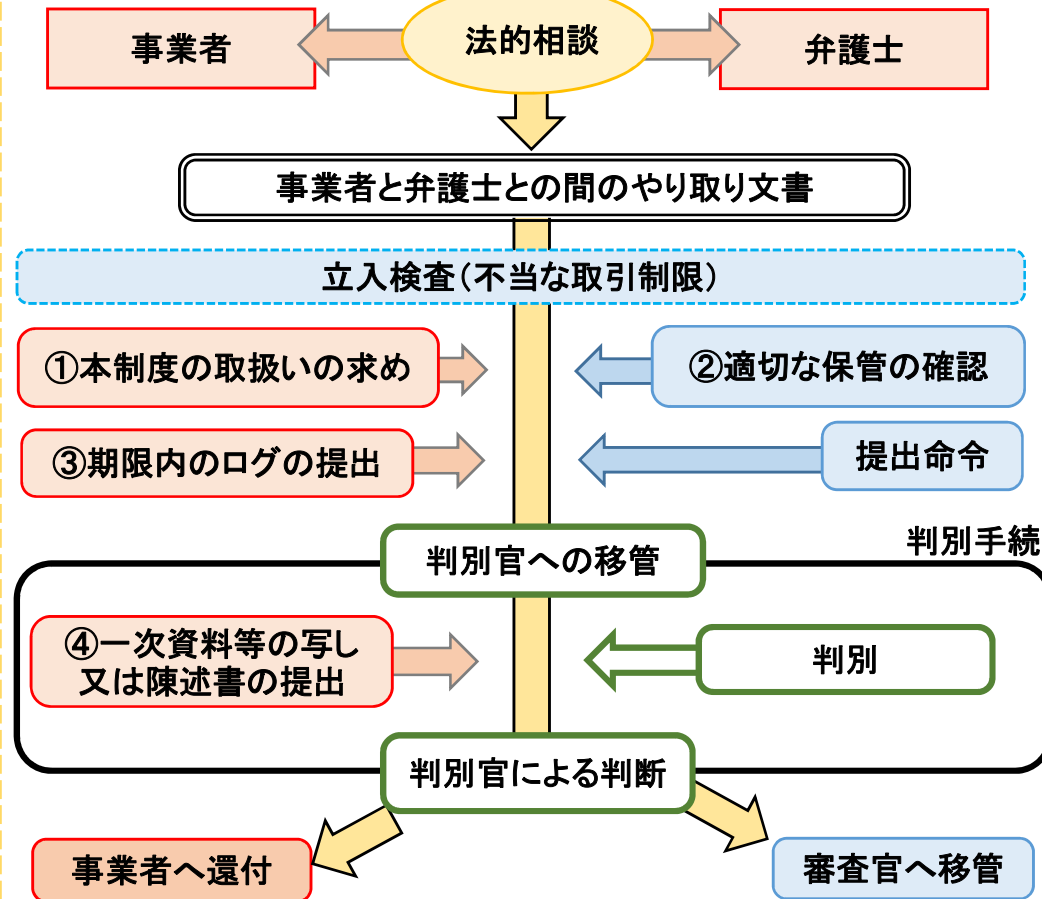 事業者
法的相談
弁護士
事業者と弁護士との間のやり取り文書
立入検査(不当な取引制限)
①本制度の取扱いの求め
②適切な保管の確認
③期限内のログの提出
提出命令
判別手続
判別官への移管
④一次資料等の写し
又は陳述書の提出
判別
判別官による判断
事業者へ還付
審査官へ移管